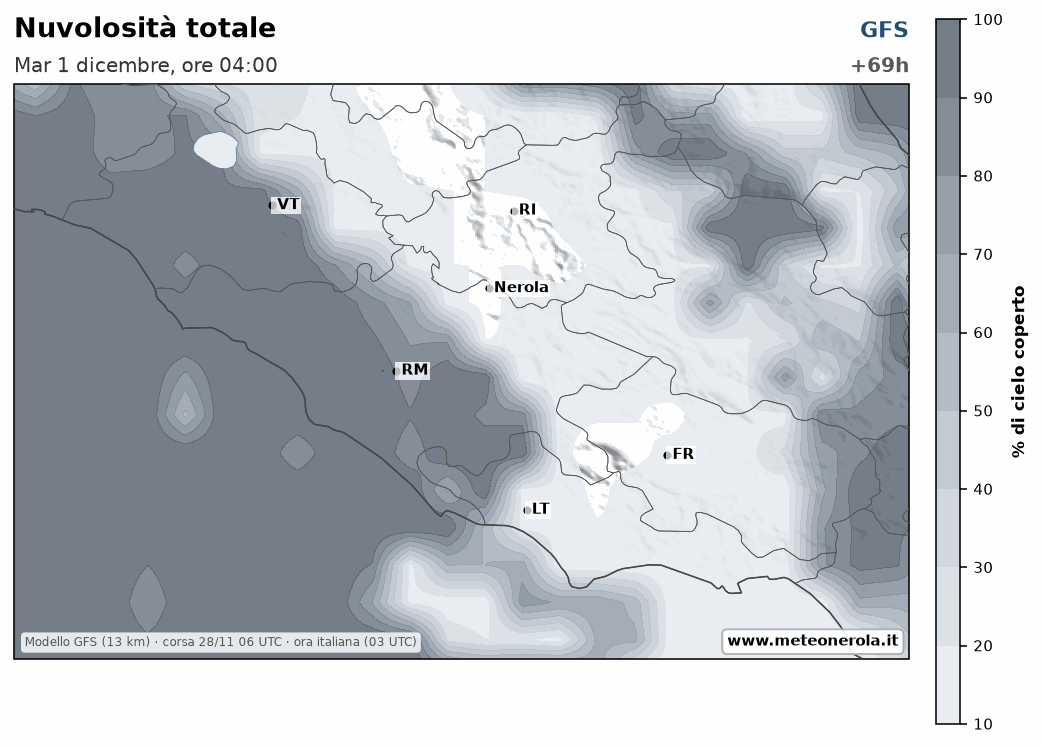 Nuvolosità totale
GFS
Mar 1 dicembre, ore 04:00
+69h
100
90
80
70
60
50
40
30
20
10
% di cielo coperto
VT
RI
Nerola
RM
FR
LT
Modello GFS (13 km) · corsa 28/11 06 UTC · ora italiana (03 UTC)
www.meteonerola.it